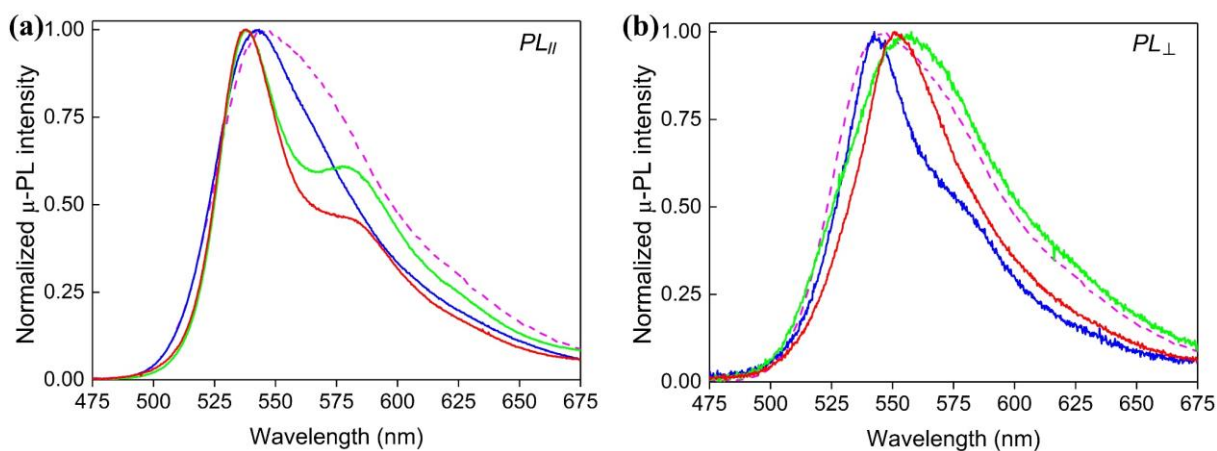 (a)
PL//
1.00
0.75
0.50
0.25
0.00
Normalized μ-PL intensity
475 500 525 550 575 600 625 650 675
Wavelength (nm)
(b)
PL⊥
1.00
0.75
0.50
0.25
0.00
Normalized μ-PL intensity
475 500 525 550 575 600 625 650 675
Wavelength (nm)